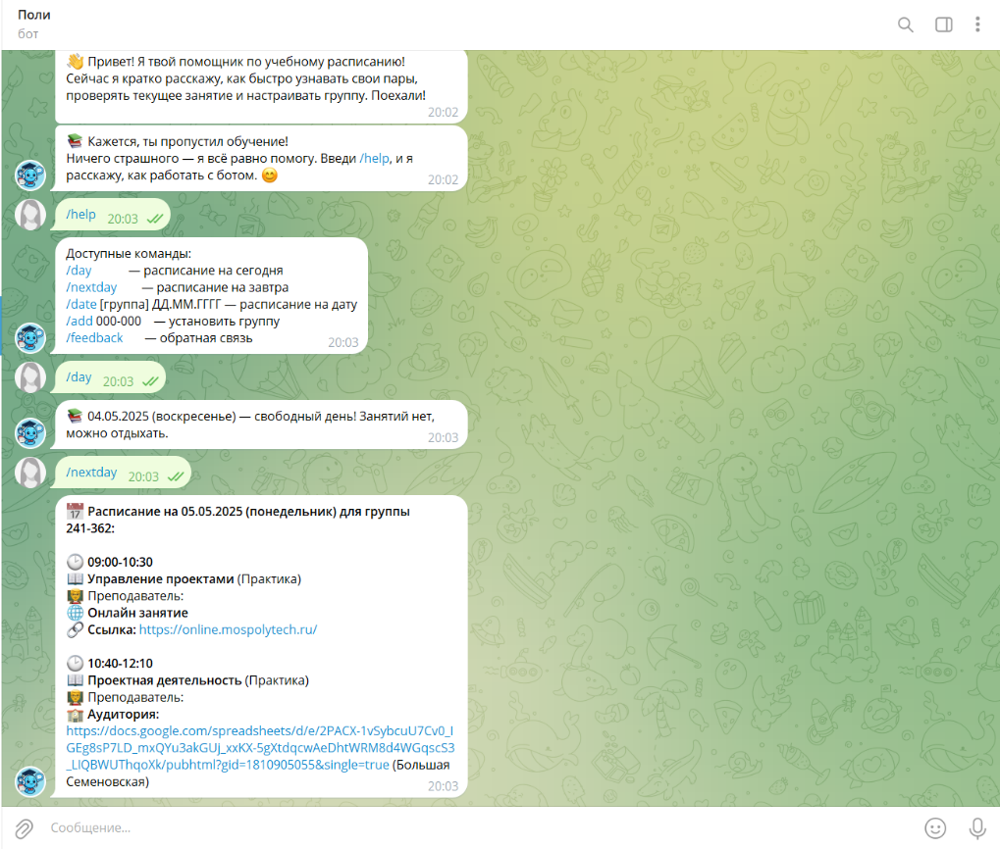 Поли
бот
👋 Привет! Я твой помощник по учебному расписанию!
Сейчас я кратко расскажу, как быстро узнавать свои пары,
проверять текущее занятие и настраивать группу. Поехали!
20:02
📚 Кажется, ты пропустил обучение!
Ничего страшного — я всё равно помогу. Введи /help, и я
расскажу, как работать с ботом. 😊
20:02
/help 20:03
Доступные команды:
/day — расписание на сегодня
/nextday — расписание на завтра
/date [группа] ДД.ММ.ГГГГ — расписание на дату
/add 000-000 — установить группу
/feedback — обратная связь
20:03
/day 20:03
📚 04.05.2025 (воскресенье) — свободный день! Занятий нет,
можно отдыхать.
20:03
/nextday 20:03
📅 Расписание на 05.05.2025 (понедельник) для группы
241-362:
🕒 09:00-10:30
📖 Управление проектами (Практика)
👨‍🏫 Преподаватель:
🌐 Онлайн занятие
🔗 Ссылка: https://online.mospolytech.ru/
🕒 10:40-12:10
📖 Проектная деятельность (Практика)
👨‍🏫 Преподаватель:
🏫 Аудитория:
https://docs.google.com/spreadsheets/d/e/2PACX-1vSybcuU7Cv0_I
GEg8sP7LD_mxQYu3akGUj_xxKX-5gXtdqcwAeDhtWRM8d4WGqscS3
_LIQBWUThqoXk/pubhtml?gid=1810905055&single=true (Большая
Семеновская)
20:03
Сообщение...